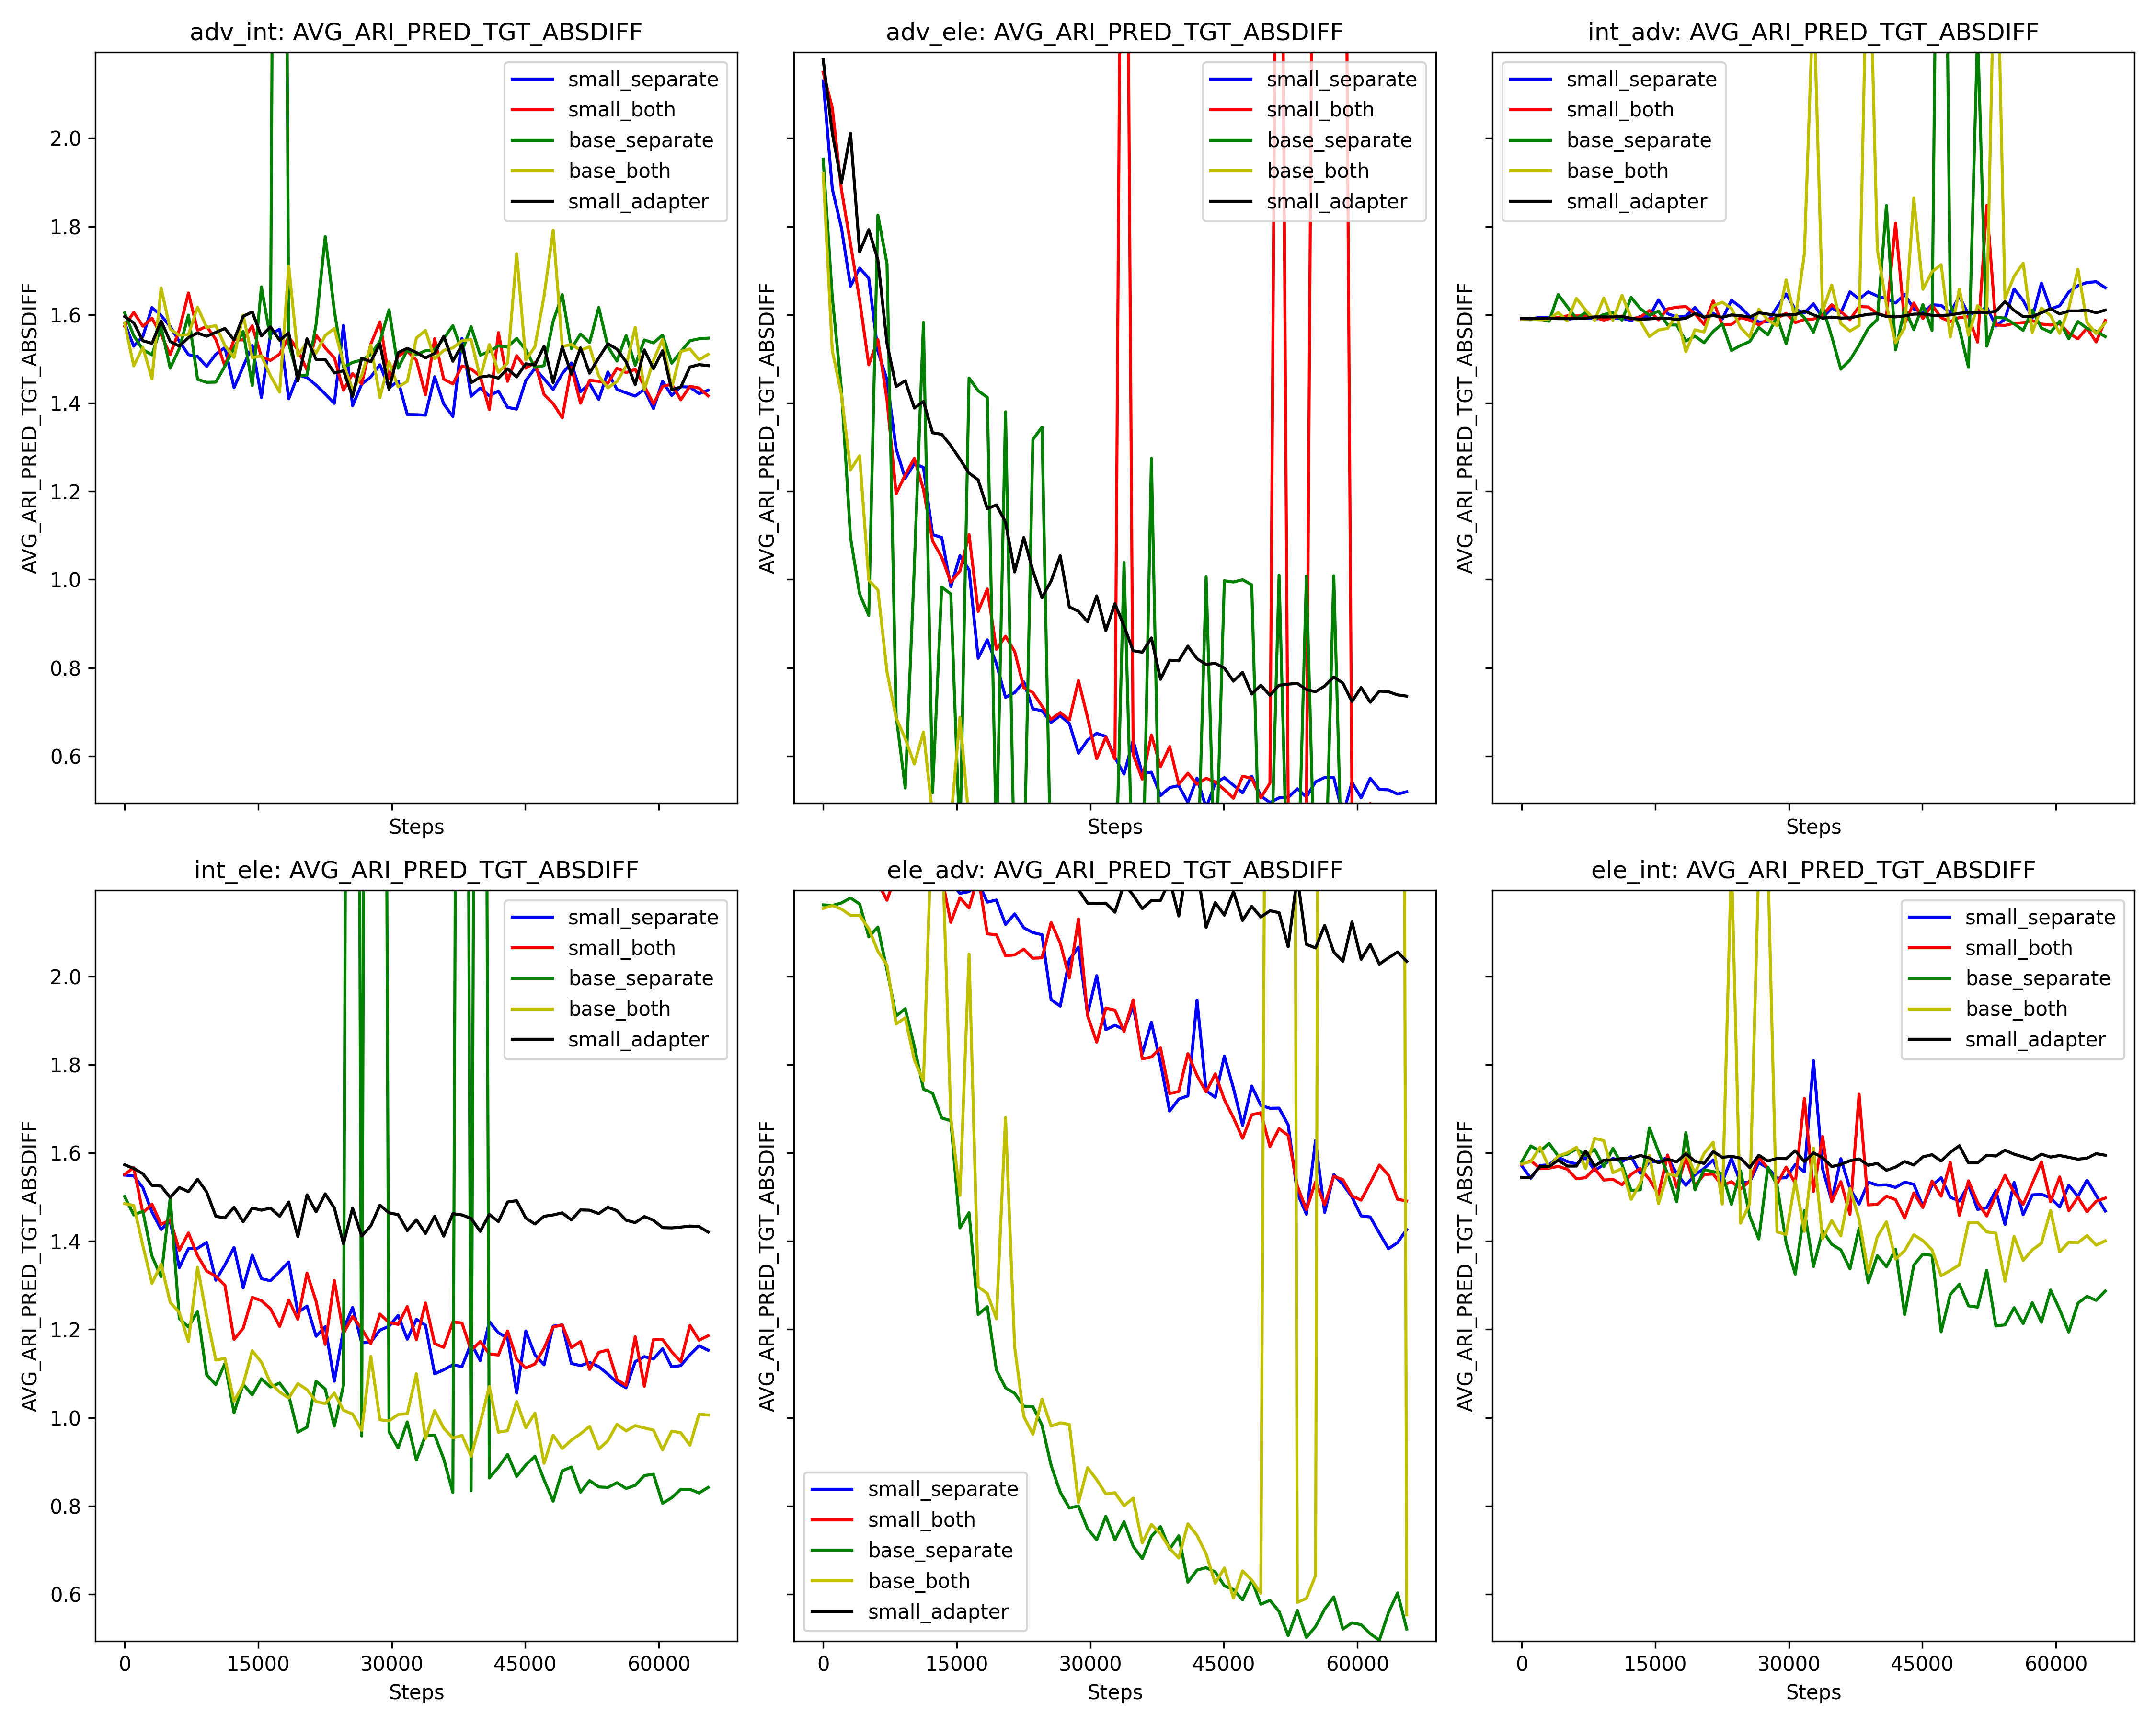 adv_int: AVG_ARI_PRED_TGT_ABSDIFF
AVG_ARI_PRED_TGT_ABSDIFF
2.0
1.8
1.6
1.4
1.2
1.0
0.8
0.6
small_separate
small_both
base_separate
base_both
small_adapter
Steps
adv_ele: AVG_ARI_PRED_TGT_ABSDIFF
AVG_ARI_PRED_TGT_ABSDIFF
small_separate
small_both
base_separate
base_both
small_adapter
Steps
int_adv: AVG_ARI_PRED_TGT_ABSDIFF
AVG_ARI_PRED_TGT_ABSDIFF
small_separate
small_both
base_separate
base_both
small_adapter
Steps
int_ele: AVG_ARI_PRED_TGT_ABSDIFF
AVG_ARI_PRED_TGT_ABSDIFF
2.0
1.8
1.6
1.4
1.2
1.0
0.8
0.6
small_separate
small_both
base_separate
base_both
small_adapter
0 15000 30000 45000 60000
Steps
ele_adv: AVG_ARI_PRED_TGT_ABSDIFF
AVG_ARI_PRED_TGT_ABSDIFF
small_separate
small_both
base_separate
base_both
small_adapter
0 15000 30000 45000 60000
Steps
ele_int: AVG_ARI_PRED_TGT_ABSDIFF
AVG_ARI_PRED_TGT_ABSDIFF
small_separate
small_both
base_separate
base_both
small_adapter
0 15000 30000 45000 60000
Steps